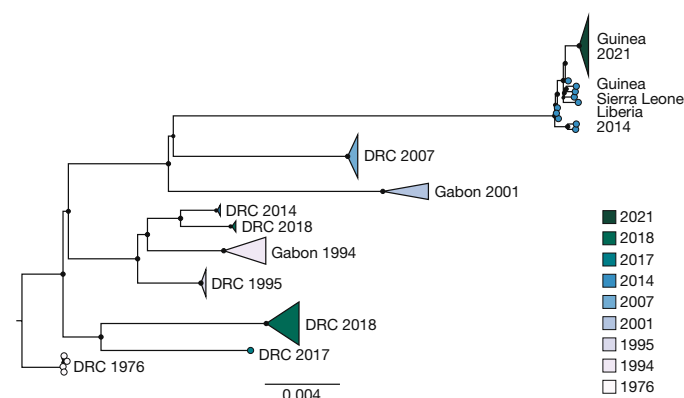 Guinea
2021
Guinea
Sierra Leone
Liberia
2014
DRC 2007
Gabon 2001
DRC 2014
DRC 2018
Gabon 1994
DRC 1995
DRC 2018
DRC 2017
DRC 1976
0.004
2021
2018
2017
2014
2007
2001
1995
1994
1976